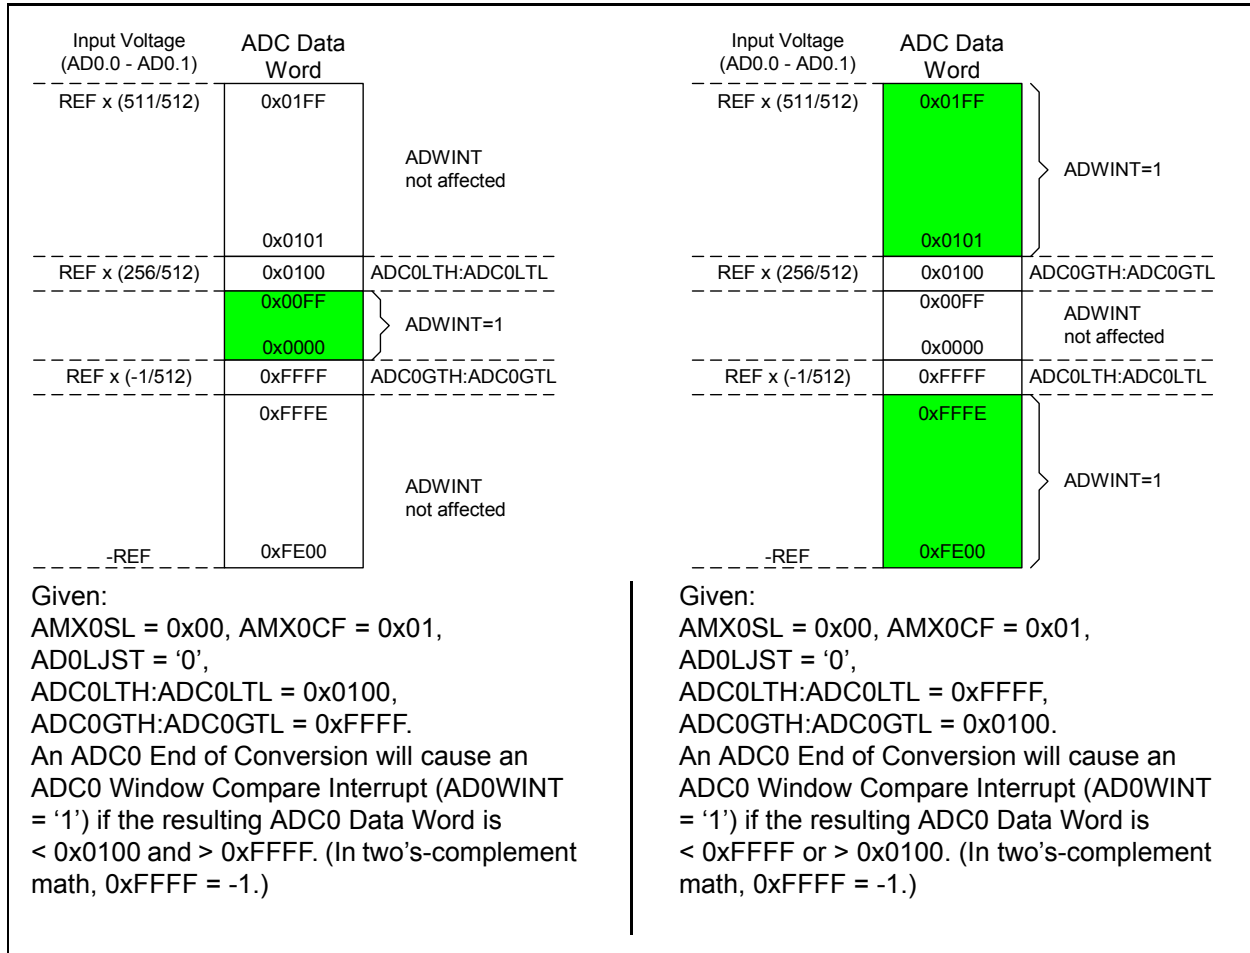 Input Voltage
(AD0.0 - AD0.1)
ADC Data
Word
REF x (511/512)
0x01FF
ADWINT
not affected
0x0101
REF x (256/512)
0x0100
ADC0LTH:ADC0LTL
0x00FF
ADWINT=1
0x0000
REF x (-1/512)
0xFFFF
ADC0GTH:ADC0GTL
0xFFFE
ADWINT
not affected
-REF
0xFE00
Given:
AMX0SL = 0x00, AMX0CF = 0x01,
AD0LJST = ‘0’,
ADC0LTH:ADC0LTL = 0x0100,
ADC0GTH:ADC0GTL = 0xFFFF.
An ADC0 End of Conversion will cause an
ADC0 Window Compare Interrupt (AD0WINT
= ‘1’) if the resulting ADC0 Data Word is
< 0x0100 and > 0xFFFF. (In two’s-complement
math, 0xFFFF = -1.)
Input Voltage
(AD0.0 - AD0.1)
ADC Data
Word
REF x (511/512)
0x01FF
ADWINT=1
0x0101
REF x (256/512)
0x0100
ADC0GTH:ADC0GTL
0x00FF
ADWINT
not affected
0x0000
REF x (-1/512)
0xFFFF
ADC0LTH:ADC0LTL
0xFFFE
ADWINT=1
-REF
0xFE00
Given:
AMX0SL = 0x00, AMX0CF = 0x01,
AD0LJST = ‘0’,
ADC0LTH:ADC0LTL = 0xFFFF,
ADC0GTH:ADC0GTL = 0x0100.
An ADC0 End of Conversion will cause an
ADC0 Window Compare Interrupt (AD0WINT
= ‘1’) if the resulting ADC0 Data Word is
< 0xFFFF or > 0x0100. (In two’s-complement
math, 0xFFFF = -1.)